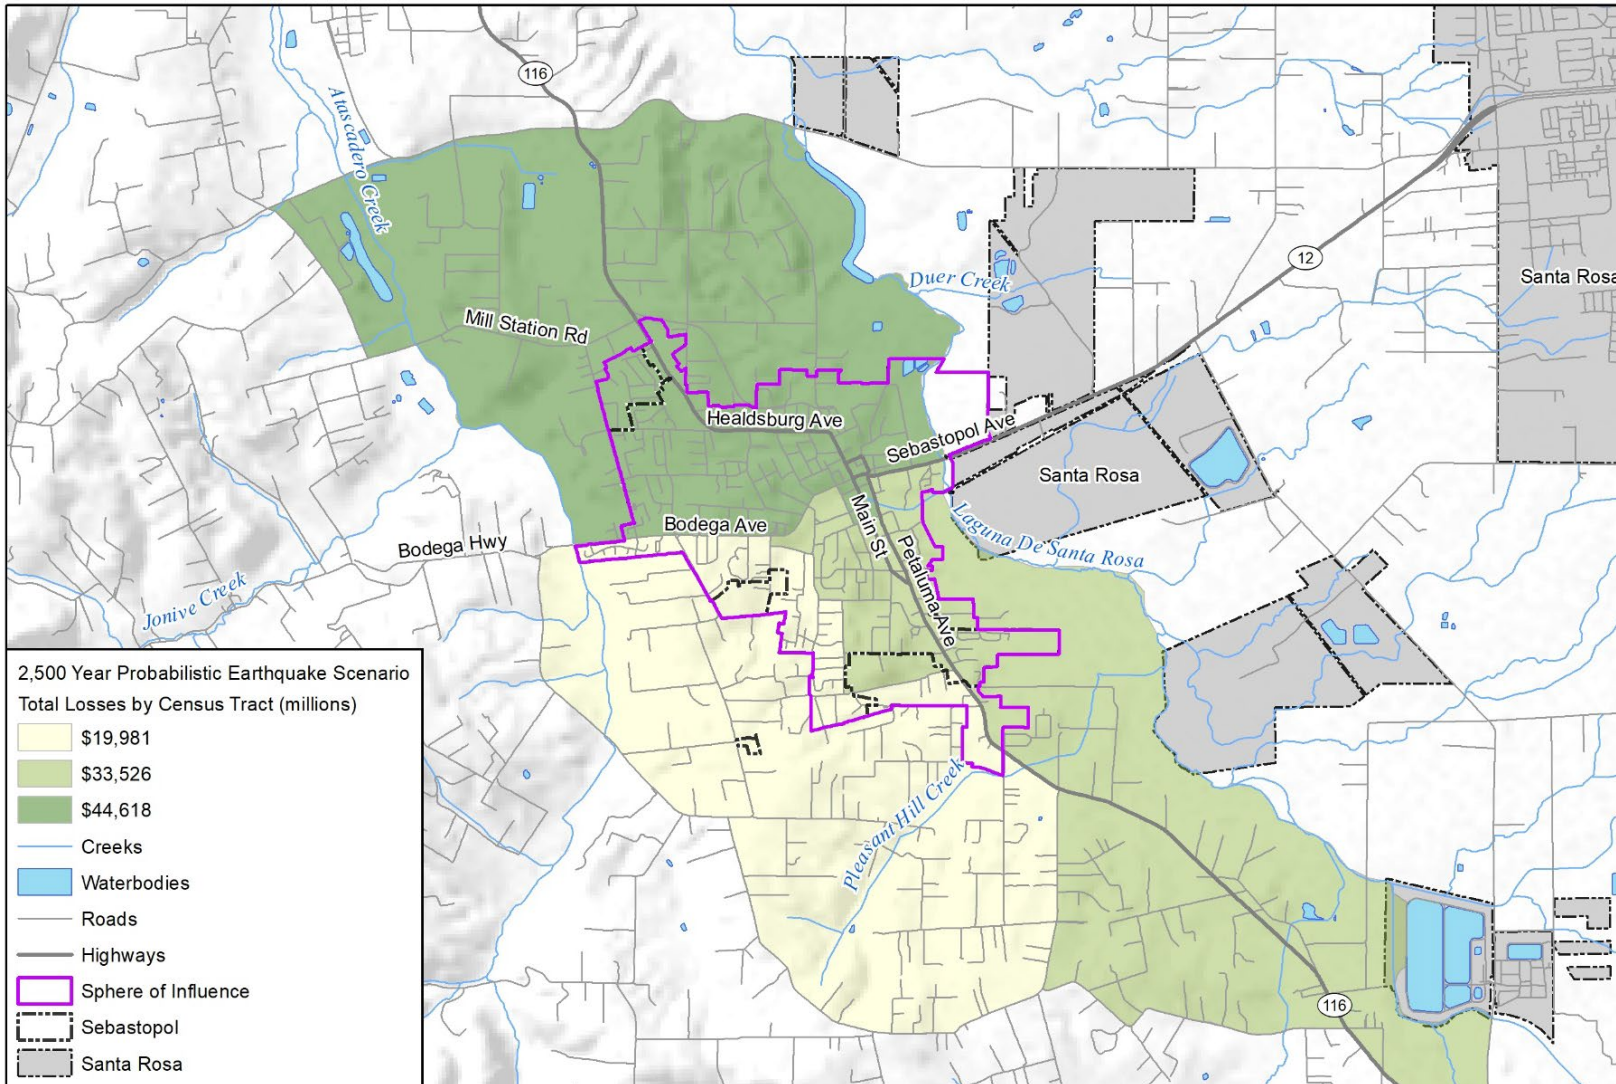 116
Atascadero Creek
12
Santa Rosa
Duer Creek
Mill Station Rd
Healdsburg Ave
Sebastopol Ave
Santa Rosa
Main St
Laguna De Santa Rosa
Bodega Ave
Petaluma Ave
Bodega Hwy
Jonive Creek
Pleasant Hill Creek
116
2,500 Year Probabilistic Earthquake Scenario
Total Losses by Census Tract (millions)
$19,981
$33,526
$44,618
Creeks
Waterbodies
Roads
Highways
Sphere of Influence
Sebastopol
Santa Rosa